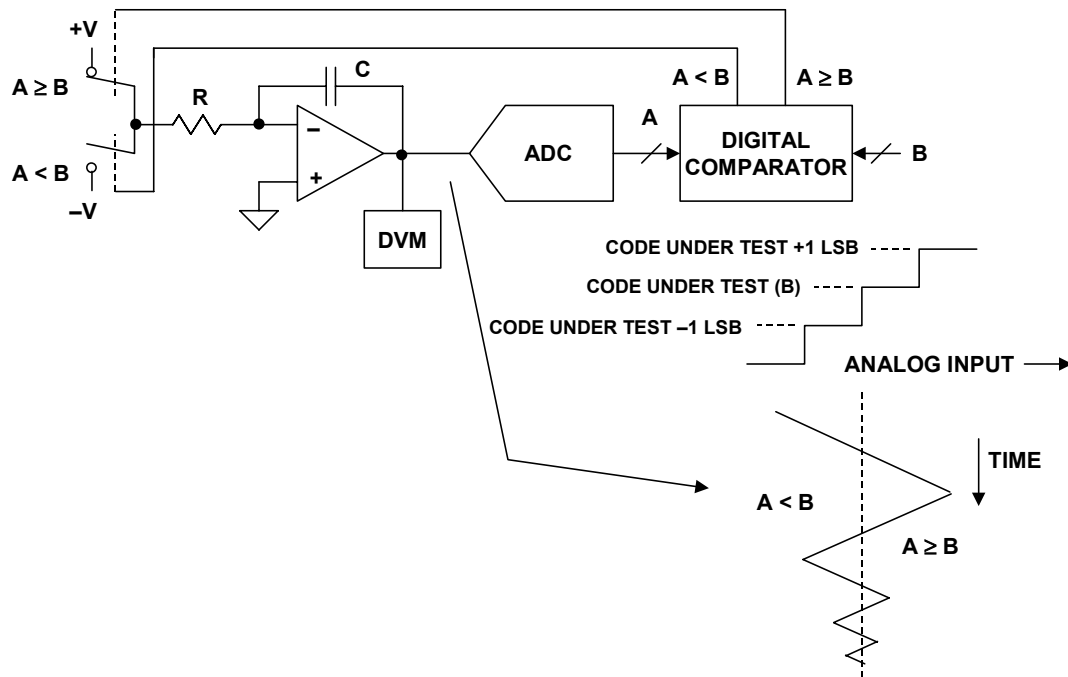 +V
A ≥ B
A < B
–V
R
C
–
+
DVM
ADC
A
A < B
A ≥ B
DIGITAL
COMPARATOR
B
CODE UNDER TEST +1 LSB
CODE UNDER TEST (B)
CODE UNDER TEST –1 LSB
ANALOG INPUT
TIME
A < B
A ≥ B